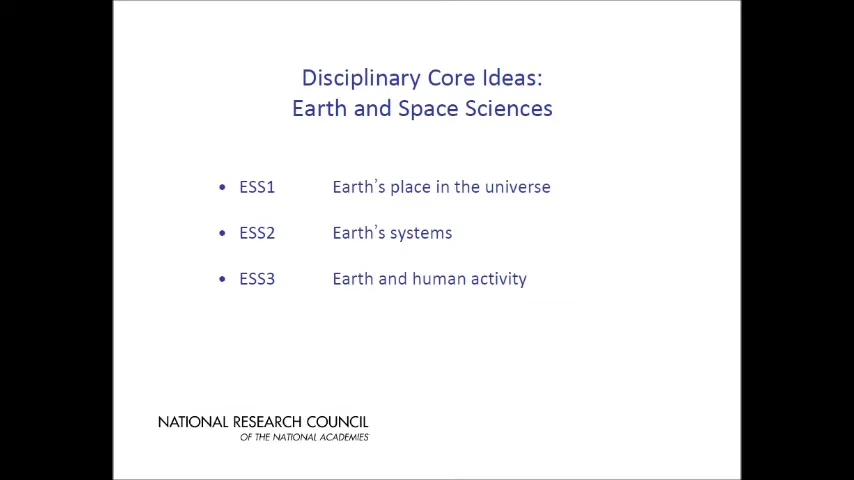 Disciplinary Core Ideas:
Earth and Space Sciences
• ESS1 Earth's place in the universe
• ESS2 Earth's systems
• ESS3 Earth and human activity
NATIONAL RESEARCH COUNCIL
OF THE NATIONAL ACADEMIES